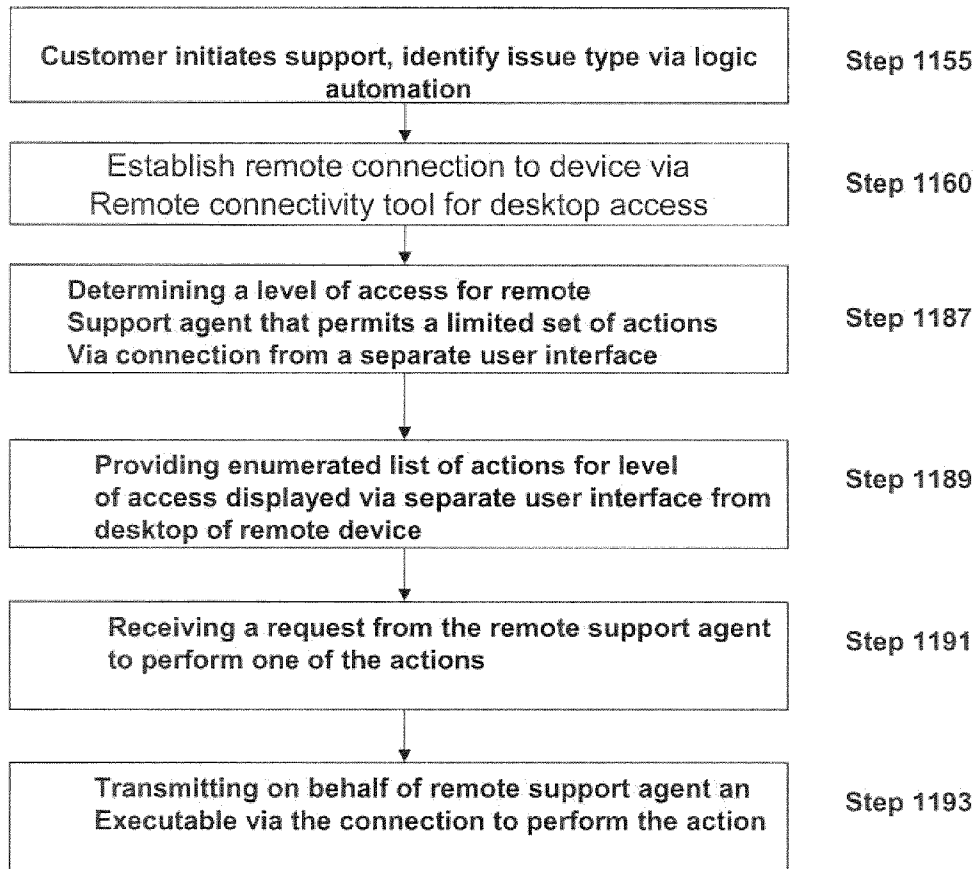 Customer initiates support, identify issue type via logic
automation
Step 1155
Establish remote connection to device via
Remote connectivity tool for desktop access
Step 1160
Determining a level of access for remote
Support agent that permits a limited set of actions
Via connection from a separate user interface
Step 1187
Providing enumerated list of actions for level
of access displayed via separate user interface from
desktop of remote device
Step 1189
Receiving a request from the remote support agent
to perform one of the actions
Step 1191
Transmitting on behalf of remote support agent an
Executable via the connection to perform the action
Step 1193